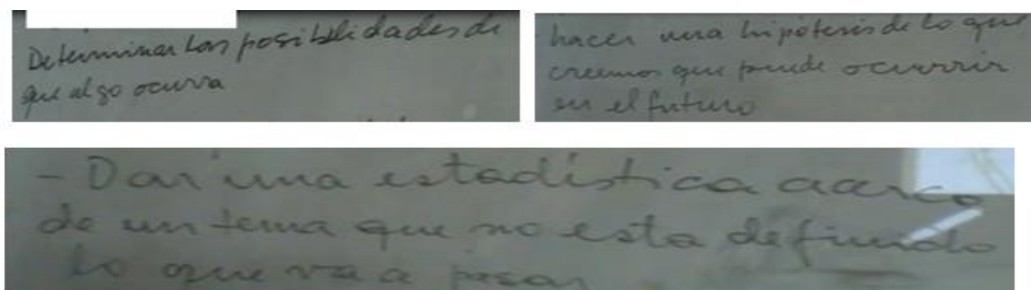 Determinar las posibilidades de
que algo ocurra
hacer una hipótesis de lo que
creemos que puede ocurrir
en el futuro
- Dar una estadística acerca
de un tema que no esta definido
lo que va a pasar